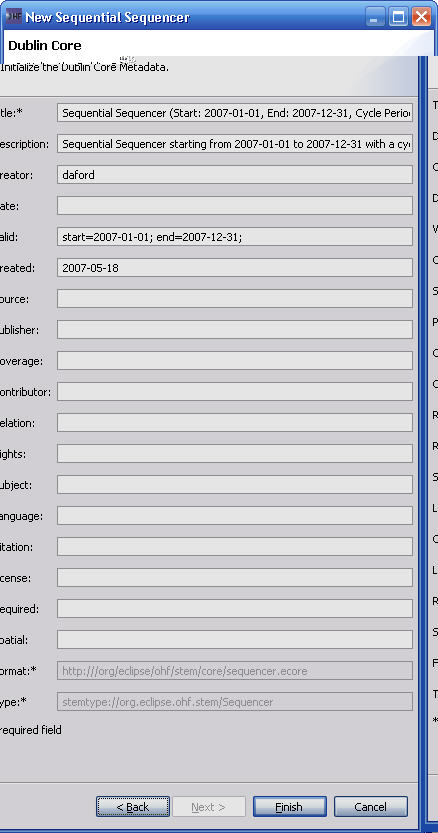 New Sequential Sequencer
Dublin Core
Initialize the Dublin Core Metadata.
itle:* Sequential Sequencer (Start: 2007-01-01, End: 2007-12-31, Cycle Perio
escription: Sequential Sequencer starting from 2007-01-01 to 2007-12-31 with a cy
reator: daford
ate:
alid: start=2007-01-01; end=2007-12-31;
reated: 2007-05-18
ource:
ublisher:
overage:
ontributor:
elation:
ights:
ubject:
anguage:
itation:
cense:
equired:
patial:
ormat:* http:///org/eclipse/ohf/stem/core/sequencer.ecore
ype:* stemtype://org.eclipse.ohf.stem/Sequencer
required field
< Back Next > Finish Cancel